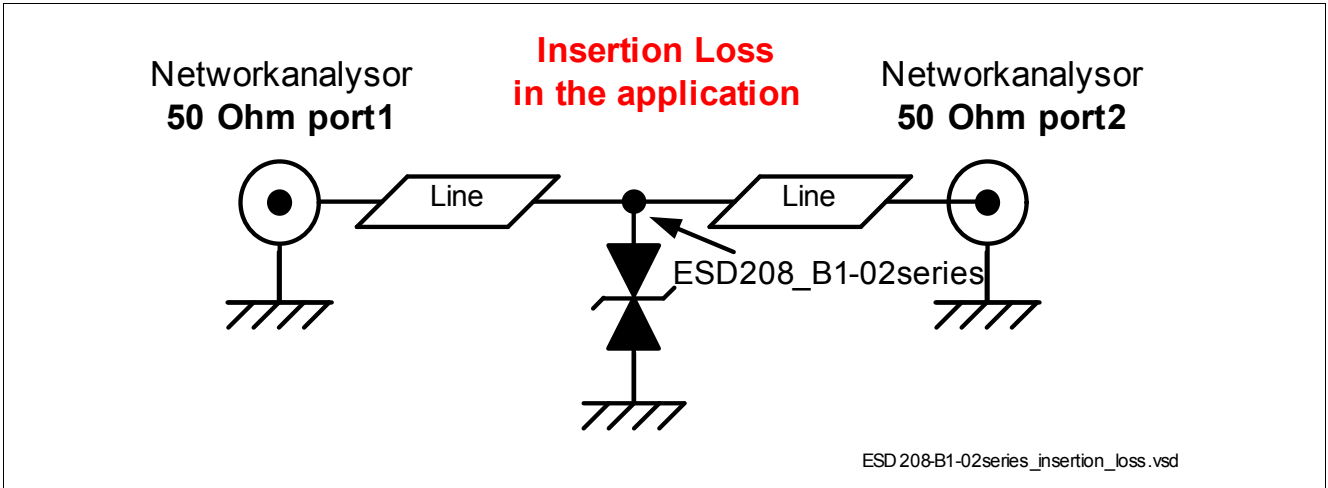 Insertion Loss
in the application
Networkanalysor
50 Ohm port1
Networkanalysor
50 Ohm port2
Line
Line
ESD208_B1-02series
ESD208-B1-02series_insertion_loss.vsd